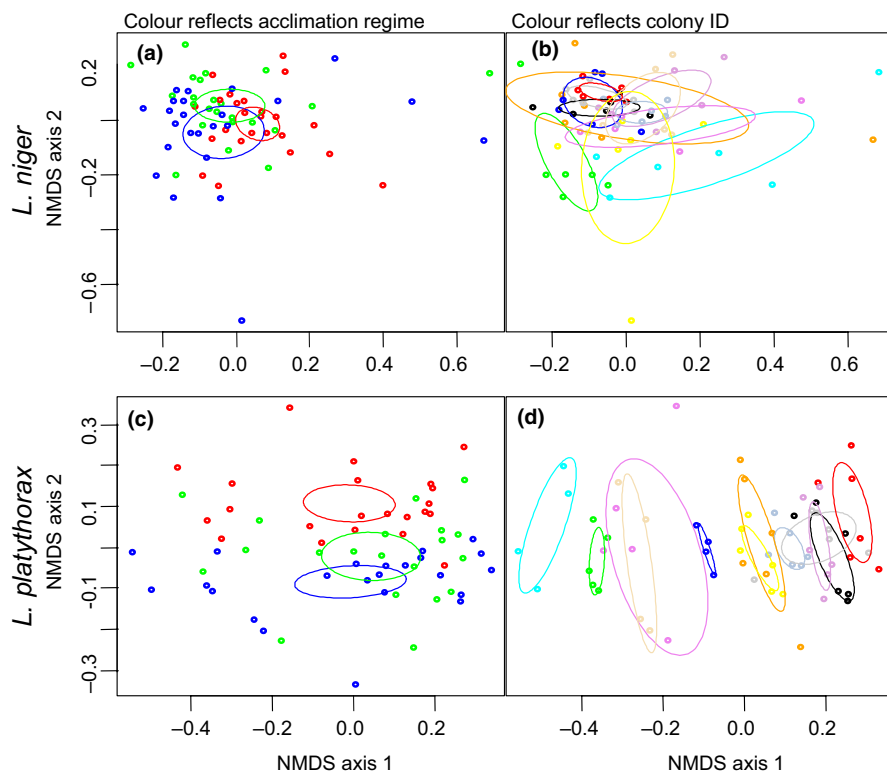 Colour reflects acclimation regime
Colour reflects colony ID
(a)
(b)
L. niger
NMDS axis 2
0.2
−0.2
−0.6
−0.2
0.0
0.2
0.4
0.6
−0.2
0.0
0.2
0.4
0.6
(c)
(d)
L. platythorax
NMDS axis 2
0.3
0.1
−0.1
−0.3
−0.4
−0.2
0.0
0.2
−0.4
−0.2
0.0
0.2
NMDS axis 1
NMDS axis 1